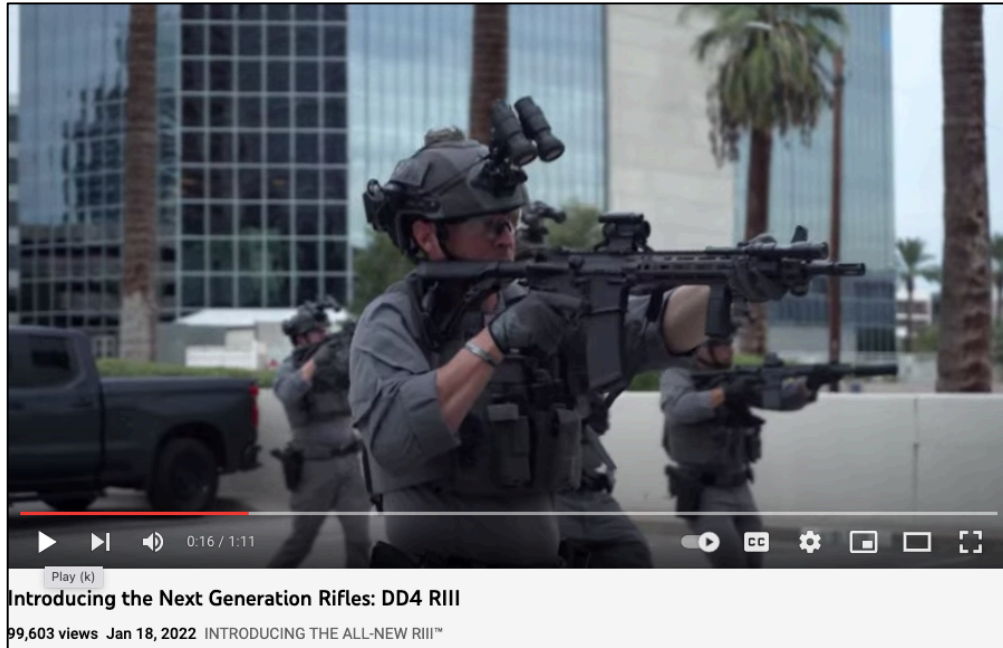 0:16 / 1:11
CC
Play (k)
Introducing the Next Generation Rifles: DD4 RIII
99,603 views Jan 18, 2022 INTRODUCING THE ALL-NEW RIII™